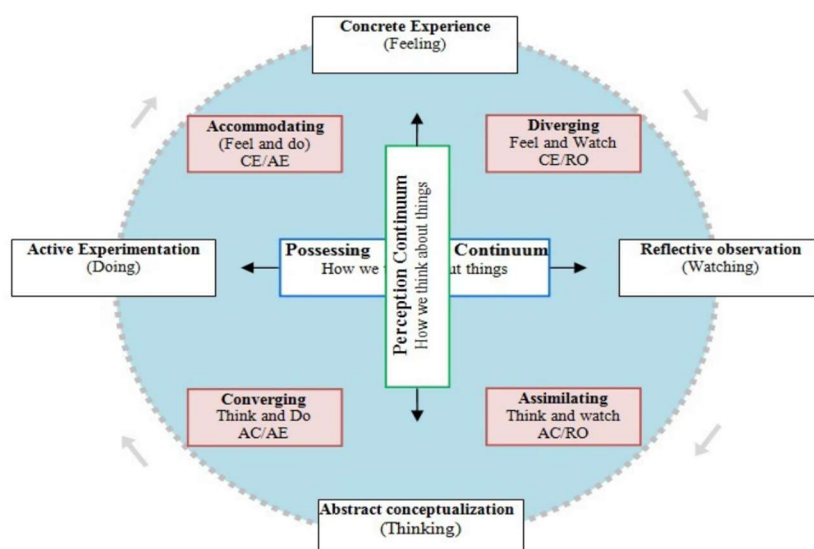 Concrete Experience
(Feeling)
Accommodating
(Feel and do)
CE/AE
Diverging
Feel and Watch
CE/RO
Active Experimentation
(Doing)
Possessing Continuum
How we t ut things
Perception Continuum
How we think about things
Reflective observation
(Watching)
Converging
Think and Do
AC/AE
Assimilating
Think and watch
AC/RO
Abstract conceptualization
(Thinking)